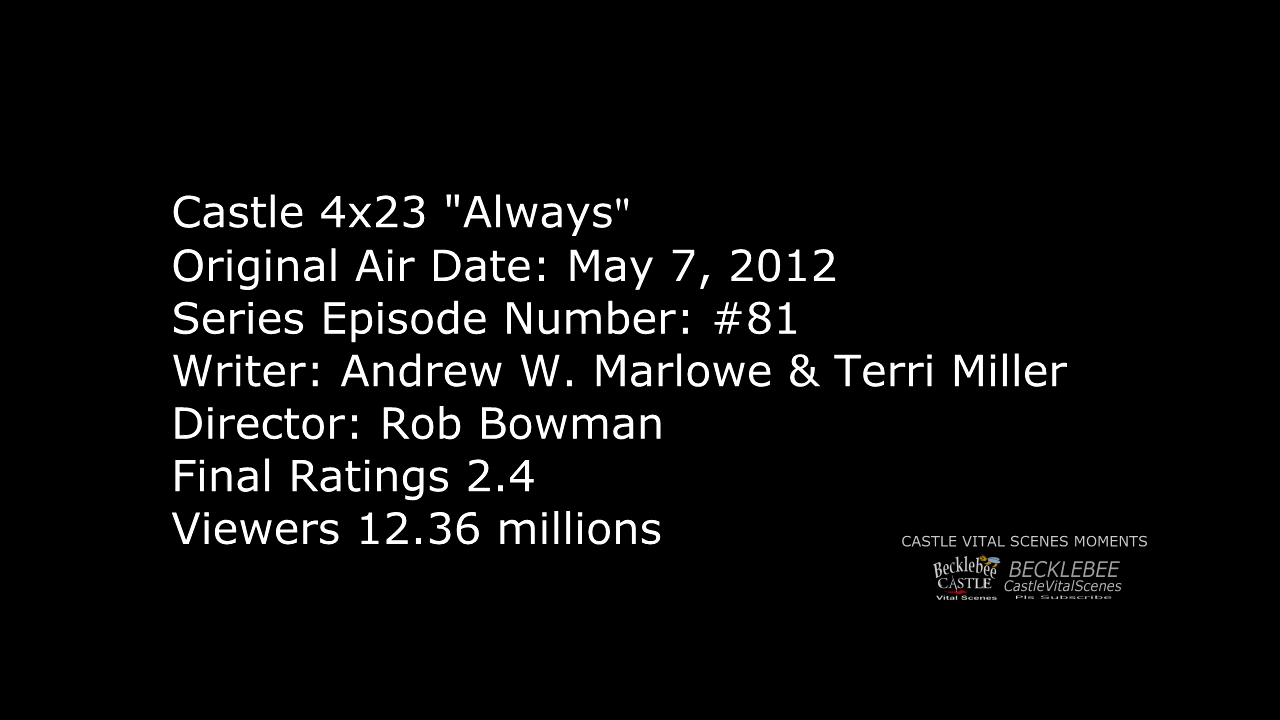 Castle 4x23 "Always"
Original Air Date: May 7, 2012
Series Episode Number: #81
Writer: Andrew W. Marlowe & Terri Miller
Director: Rob Bowman
Final Ratings 2.4
Viewers 12.36 millions
CASTLE VITAL SCENES MOMENTS
Becklebee
CASTLE
Vital Scenes
BECKLEBEE
CastleVitalScenes
Pls Subscribe